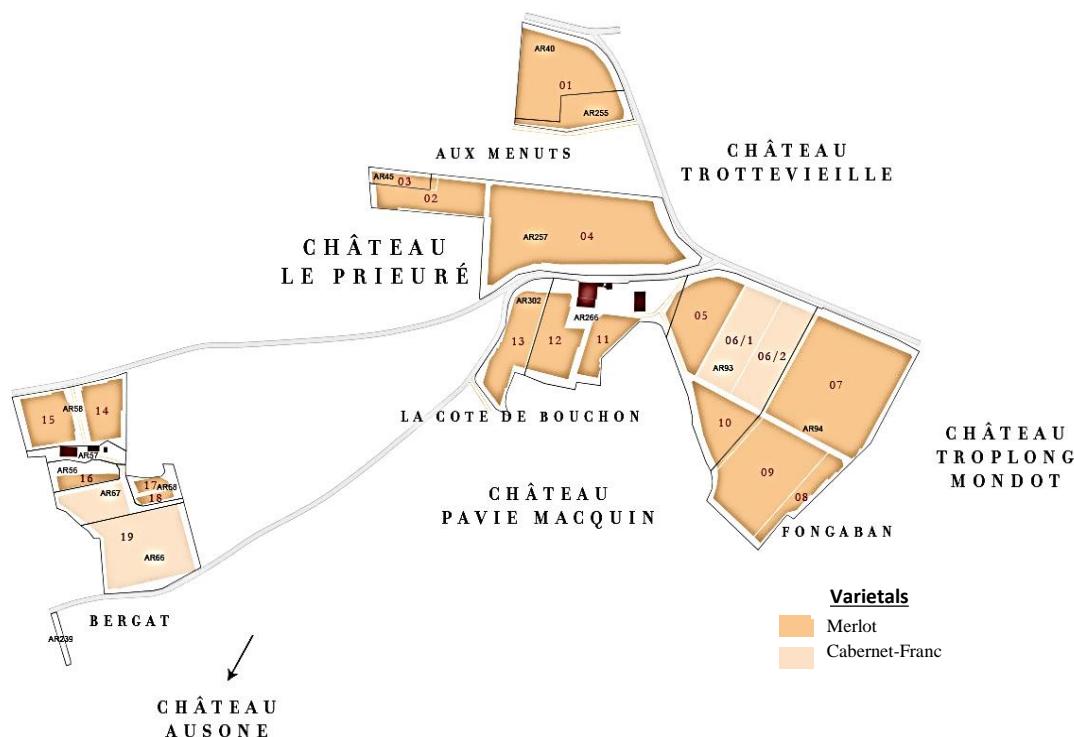 AR40
01
AR255
AUX MENUTS
CHÂTEAU
TROTTEVIEILLE
AR45
03
02
CHÂTEAU
LE PRIEURÉ
AR257
04
AR302
AR266
13
12
11
05
06/1
06/2
AR93
07
AR94
10
09
08
LA COTE DE BOUCHON
CHÂTEAU
PAVIE MACQUIN
FONGABAN
CHÂTEAU
TROPLONG
MONDOT
15
AR58
14
AR57
AR56
16
17
AR68
18
AR67
19
AR66
BERGAT
AR239
CHÂTEAU
AUSONE
Varietals
Merlot
Cabernet-Franc